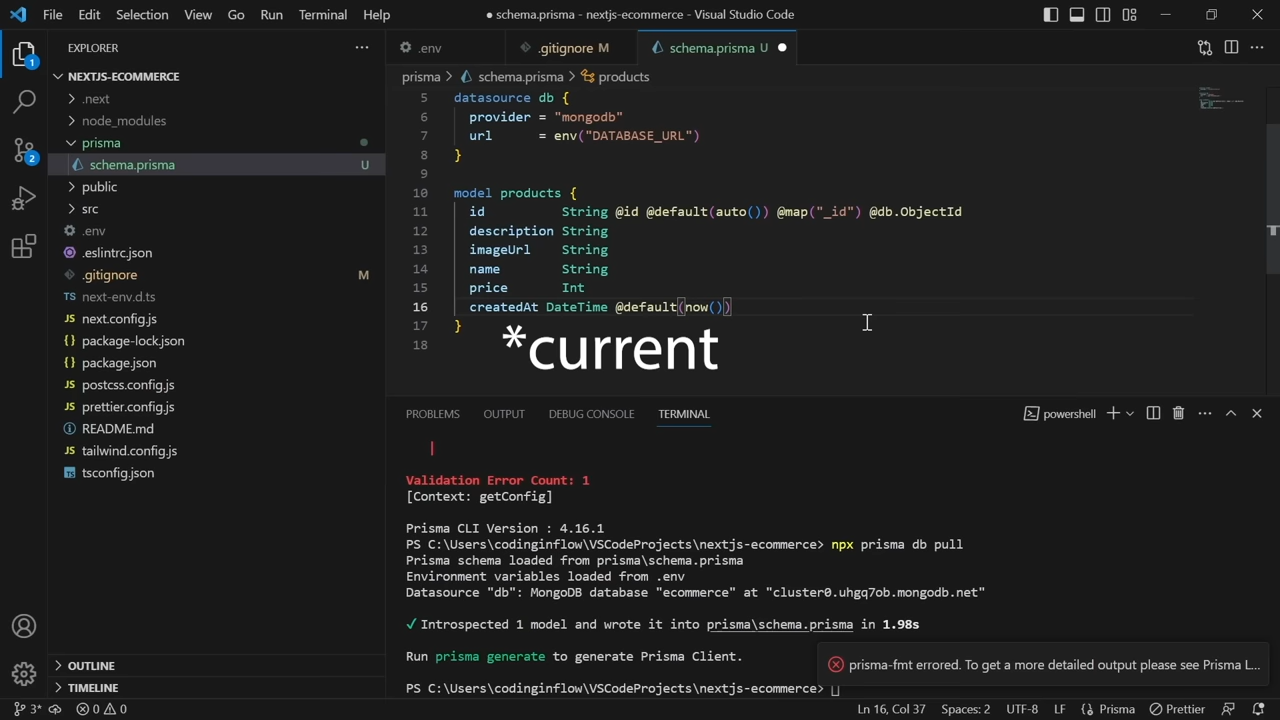 File Edit Selection View Go Run Terminal Help
● schema.prisma - nextjs-ecommerce - Visual Studio Code
EXPLORER
NEXTJS-ECOMMERCE
.next
node_modules
prisma
schema.prisma U
public
src
.env
.eslintrc.json
.gitignore M
next-env.d.ts
next.config.js
package-lock.json
package.json
postcss.config.js
prettier.config.js
README.md
tailwind.config.js
tsconfig.json
OUTLINE
TIMELINE
1
2
.env .gitignore M schema.prisma U
prisma > schema.prisma > products
5 datasource db {
6 provider = "mongodb"
7 url = env("DATABASE_URL")
8 }
9
10 model products {
11 id String @id @default(auto()) @map("_id") @db.ObjectId
12 description String
13 imageUrl String
14 name String
15 price Int
16 createdAt DateTime @default(now())
17 }
18
*current
PROBLEMS OUTPUT DEBUG CONSOLE TERMINAL
powershell
Validation Error Count: 1
[Context: getConfig]
Prisma CLI Version : 4.16.1
PS C:\Users\codinginflow\VSCodeProjects\nextjs-ecommerce> npx prisma db pull
Prisma schema loaded from prisma\schema.prisma
Environment variables loaded from .env
Datasource "db": MongoDB database "ecommerce" at "cluster0.uhgq7ob.mongodb.net"
✓ Introspected 1 model and wrote it into prisma\schema.prisma in 1.98s
Run prisma generate to generate Prisma Client.
PS C:\Users\codinginflow\VSCodeProjects\nextjs-ecommerce>
prisma-fmt errored. To get a more detailed output please see Prisma L...
3* 0 0
Ln 16, Col 37 Spaces: 2 UTF-8 LF Prisma Prettier